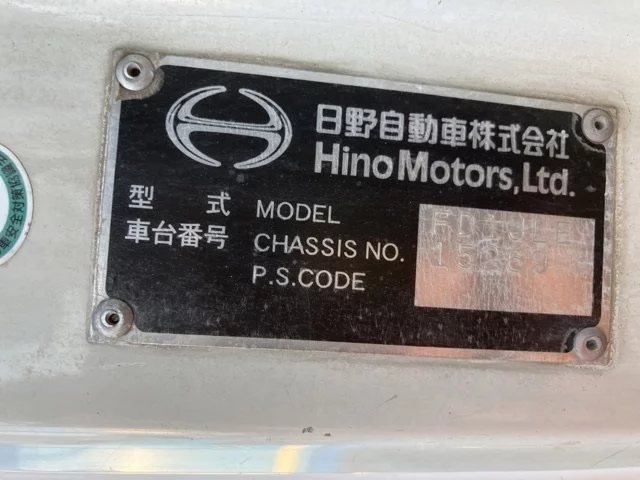 日野自動車株式会社
Hino Motors, Ltd.
型 式 MODEL
車台番号 CHASSIS NO.
P.S.CODE